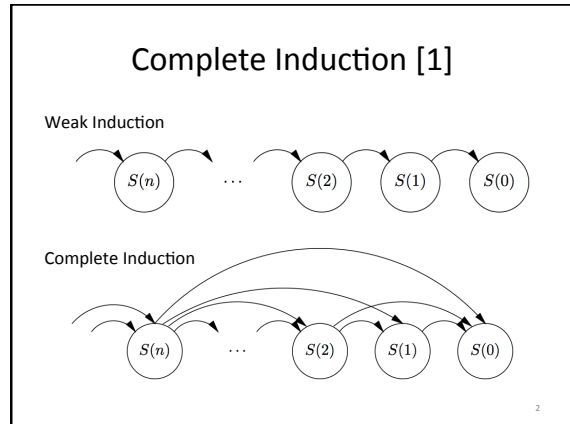 Complete Induction [1]
Weak Induction
S(n) ... S(2) S(1) S(0)
Complete Induction
S(n) ... S(2) S(1) S(0)
2